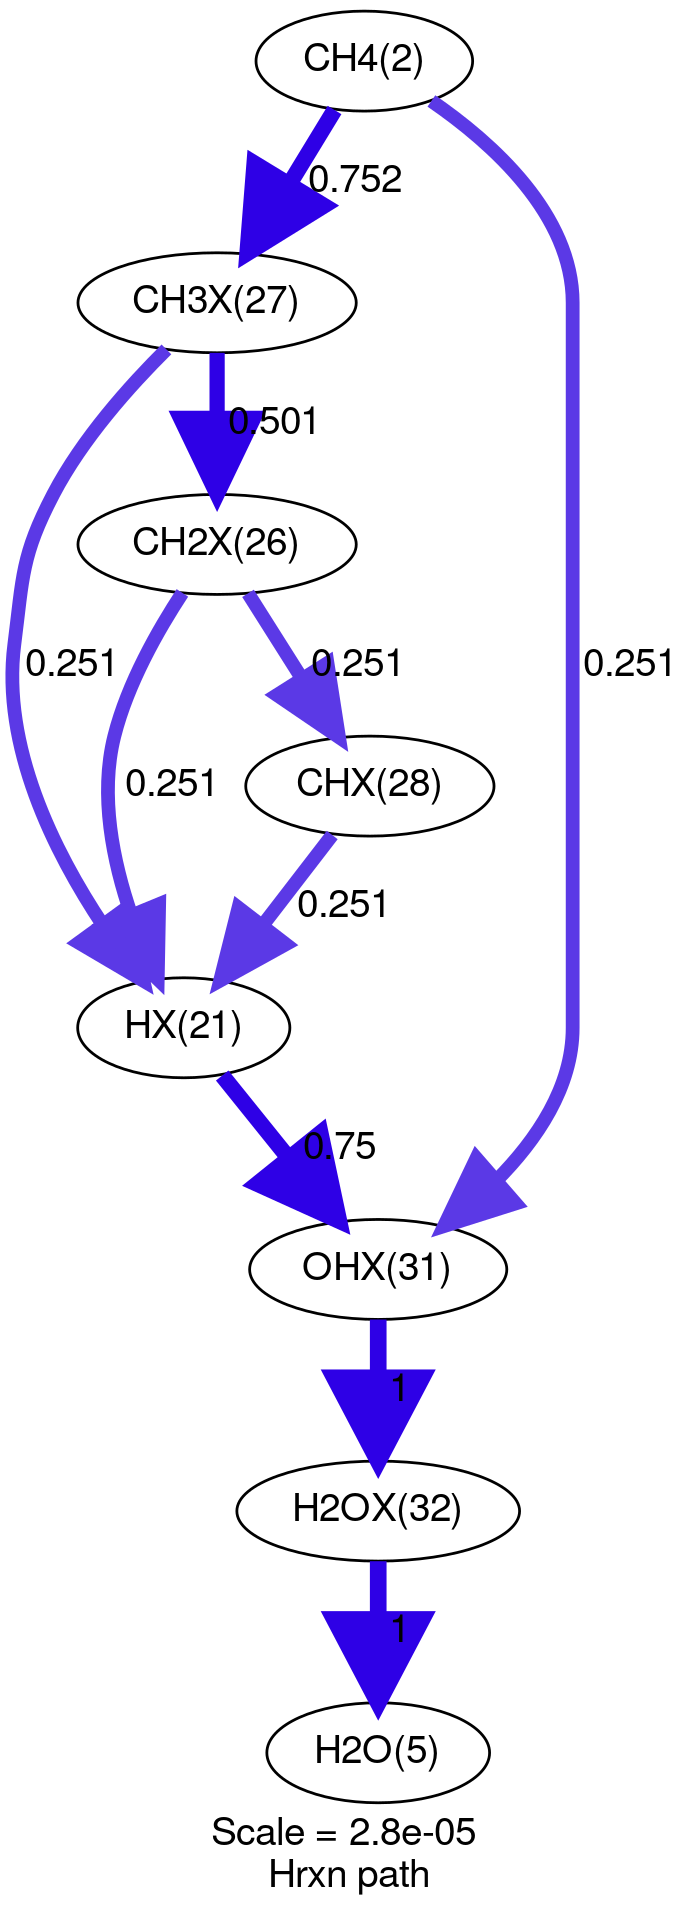 CH4(2)
0.752
CH3X(27)
0.501
CH2X(26)
0.251
0.251
0.251
0.251
CHX(28)
0.251
HX(21)
0.75
OHX(31)
1
H2OX(32)
1
H2O(5)
Scale = 2.8e-05
Hrxn path